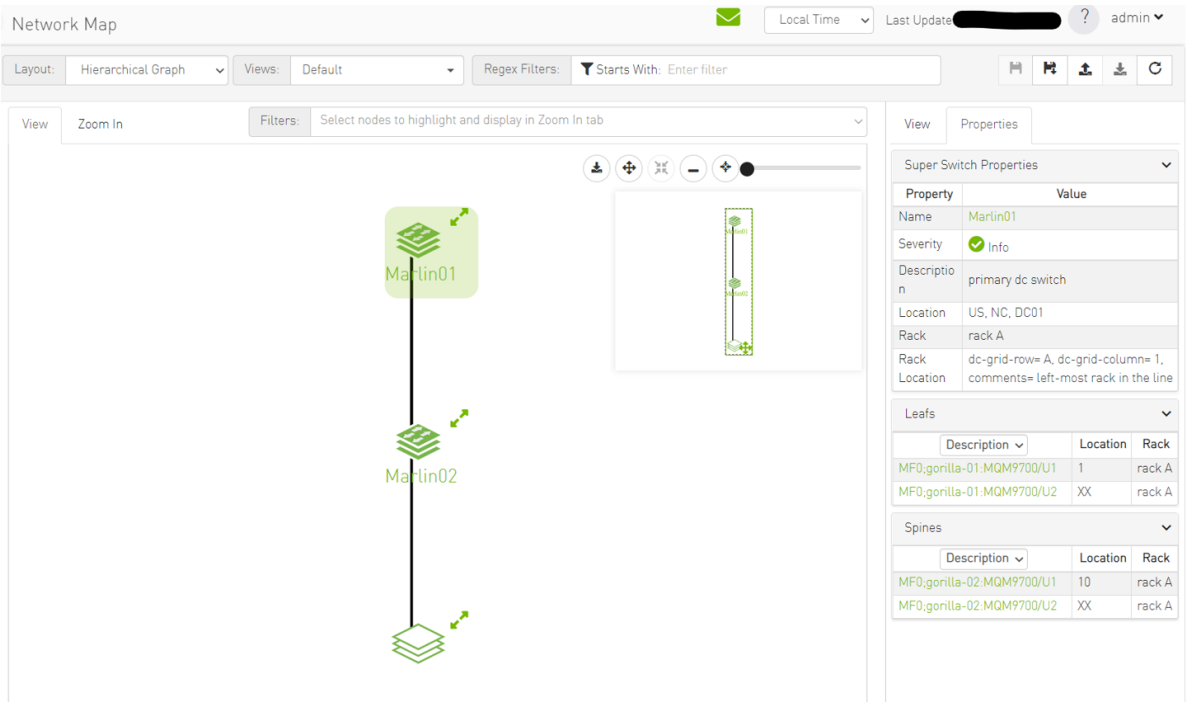 Network Map
Local Time
Last Update
?
admin
Layout:
Hierarchical Graph
Views:
Default
Regex Filters:
Starts With: Enter filter
View
Zoom In
Filters:
Select nodes to highlight and display in Zoom In tab
Marlin01
Marlin02
Marlin01
Marlin02
View
Properties
Super Switch Properties
Property Value
Name Marlin01
Severity Info
Descriptio
n
primary dc switch
Location US, NC, DC01
Rack rack A
Rack
Location
dc-grid-row= A, dc-grid-column= 1,
comments= left-most rack in the line
Leafs
Description Location Rack
MF0;gorilla-01:MQM9700/U1 1 rack A
MF0;gorilla-01:MQM9700/U2 XX rack A
Spines
Description Location Rack
MF0;gorilla-02:MQM9700/U1 10 rack A
MF0;gorilla-02:MQM9700/U2 XX rack A